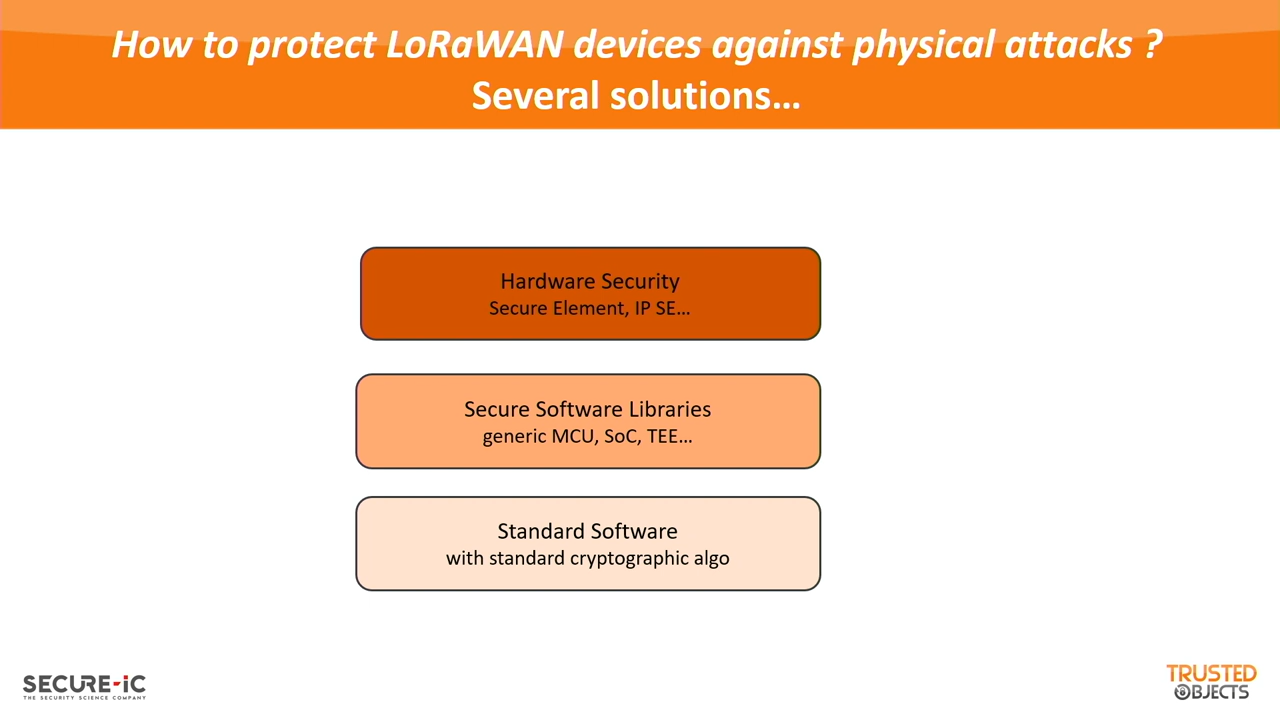 How to protect LoRaWAN devices against physical attacks ?
Several solutions…
Hardware Security
Secure Element, IP SE…
Secure Software Libraries
generic MCU, SoC, TEE…
Standard Software
with standard cryptographic algo
SECURE-iC
THE SECURITY SCIENCE COMPANY
TRUSTED
OBJECTS